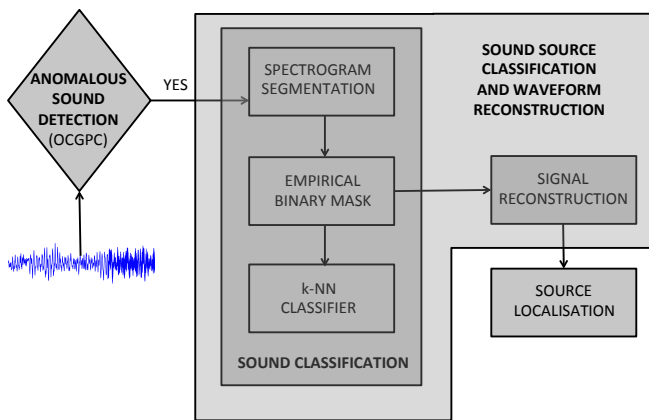 ANOMALOUS
SOUND
DETECTION
(OCGPC)
YES
SPECTROGRAM
SEGMENTATION
SOUND SOURCE
CLASSIFICATION
AND WAVEFORM
RECONSTRUCTION
EMPIRICAL
BINARY MASK
SIGNAL
RECONSTRUCTION
k-NN
CLASSIFIER
SOURCE
LOCALISATION
SOUND CLASSIFICATION